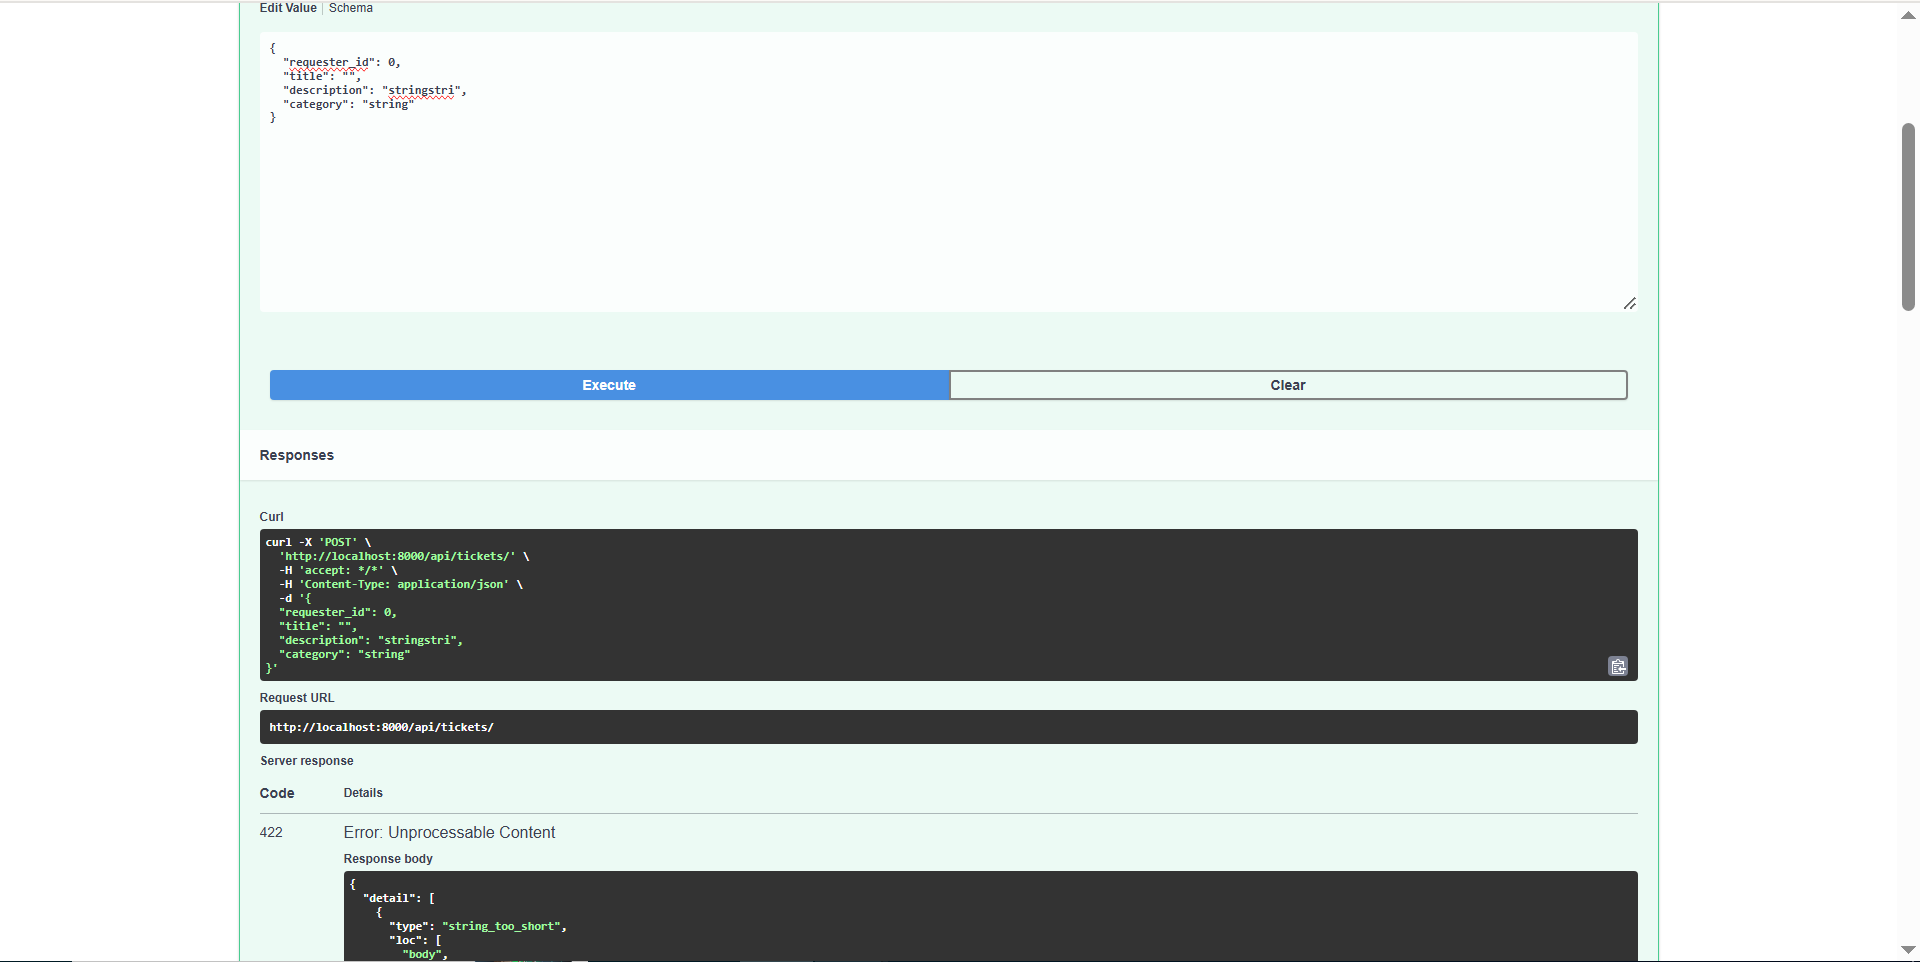 Edit Value | Schema
{
  "requester_id": 0,
  "title": "",
  "description": "stringstri",
  "category": "string"
}
Execute
Clear
Responses
Curl
curl -X 'POST' \
  'http://localhost:8000/api/tickets/' \
  -H 'accept: */*' \
  -H 'Content-Type: application/json' \
  -d '{
  "requester_id": 0,
  "title": "",
  "description": "stringstri",
  "category": "string"
}'
Request URL
http://localhost:8000/api/tickets/
Server response
Code Details
422 Error: Unprocessable Content
Response body
{
  "detail": [
    {
      "type": "string_too_short",
      "loc": [
        "body",